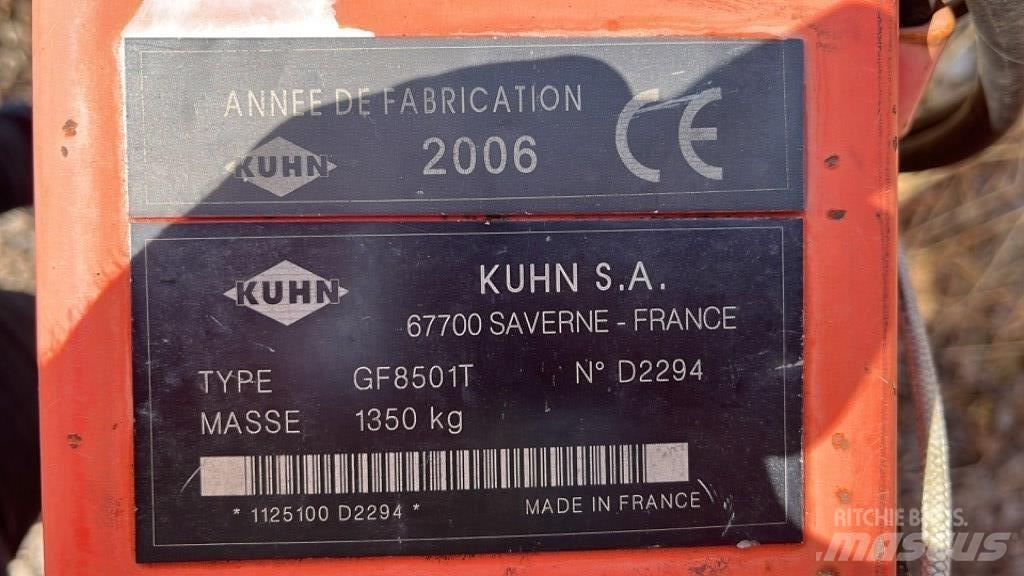 ANNEE DE FABRICATION
KUHN 2006 CE
KUHN KUHN S.A.
67700 SAVERNE - FRANCE
TYPE GF8501T N° D2294
MASSE 1350 kg
* 1125100 D2294 * MADE IN FRANCE
RITCHIE BROS.
mascus